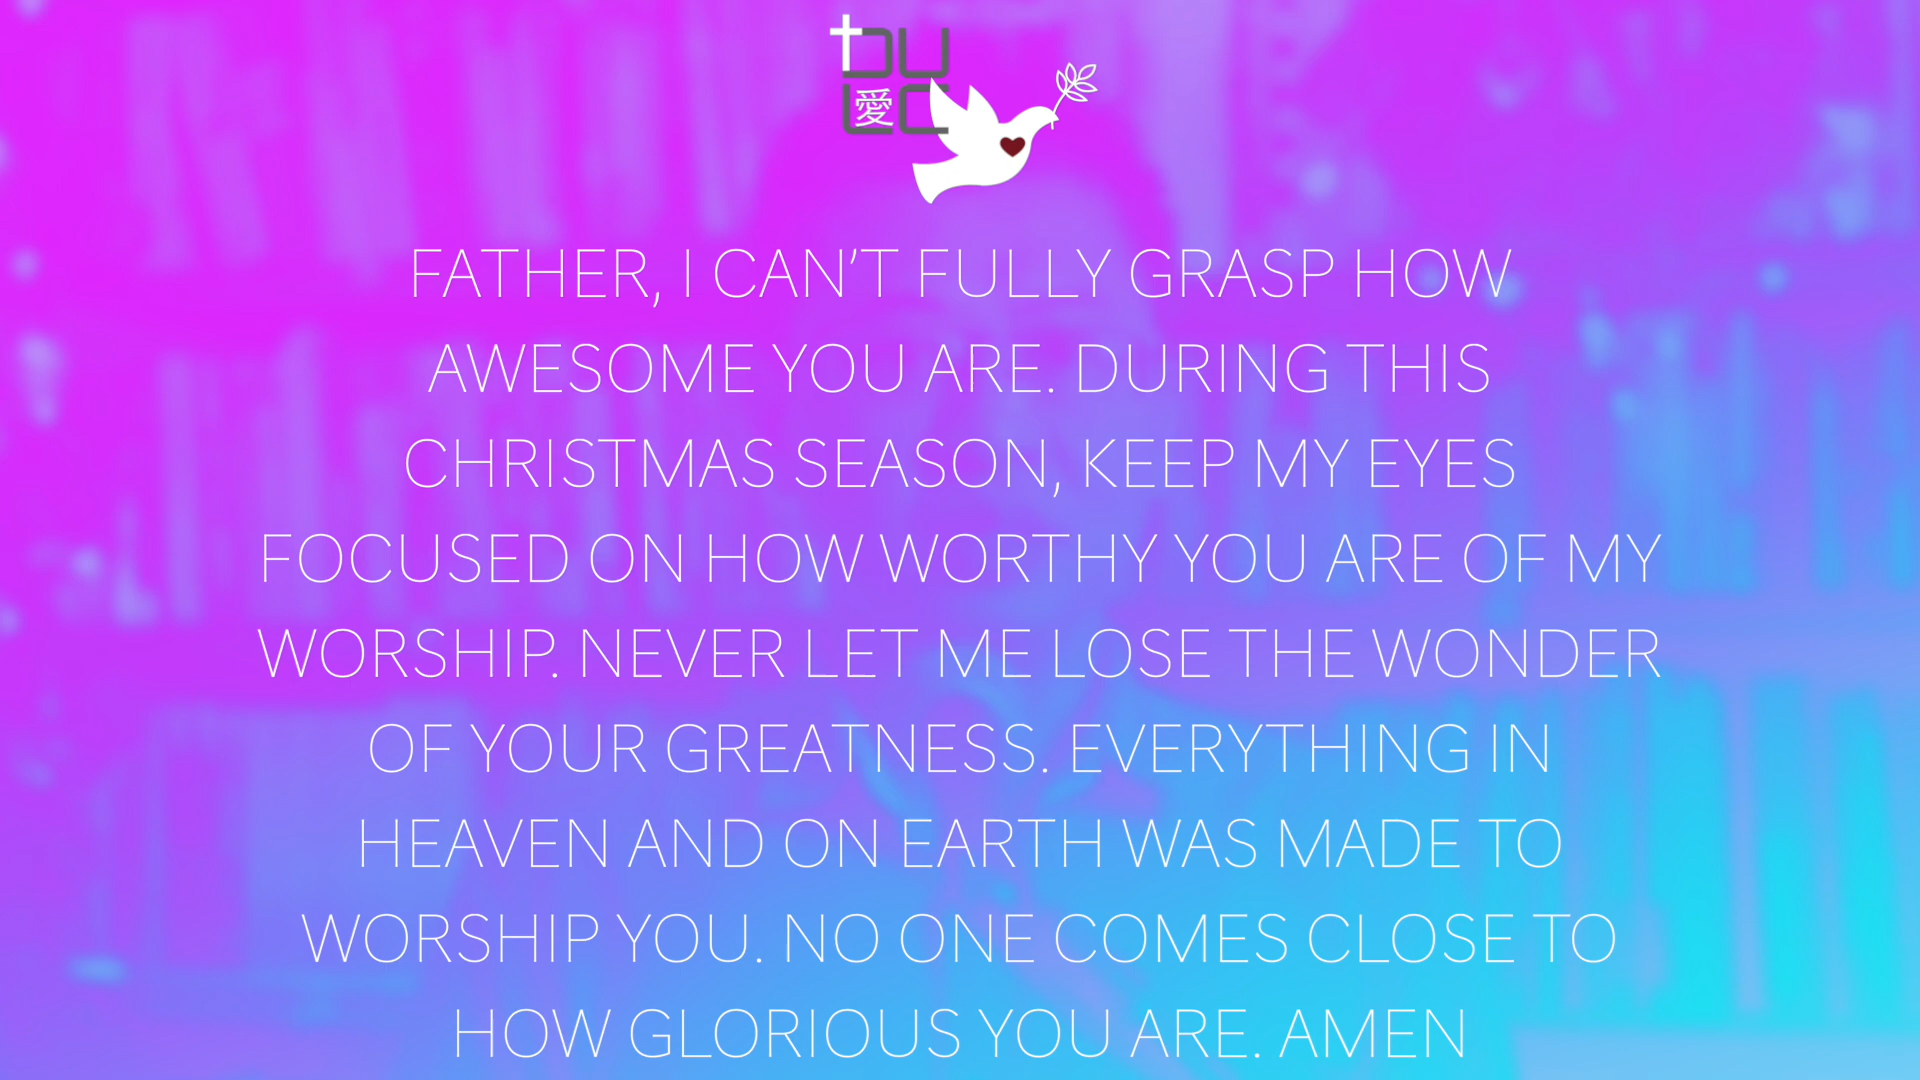 DU
LC
愛
FATHER, I CAN’T FULLY GRASP HOW
AWESOME YOU ARE. DURING THIS
CHRISTMAS SEASON, KEEP MY EYES
FOCUSED ON HOW WORTHY YOU ARE OF MY
WORSHIP. NEVER LET ME LOSE THE WONDER
OF YOUR GREATNESS. EVERYTHING IN
HEAVEN AND ON EARTH WAS MADE TO
WORSHIP YOU. NO ONE COMES CLOSE TO
HOW GLORIOUS YOU ARE. AMEN